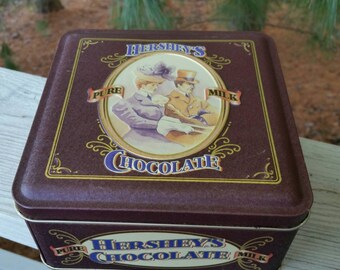 HERSHEY'S
PURE MILK
CHOCOLATE
PURE HERSHEY'S MILK
CHOCOLATE